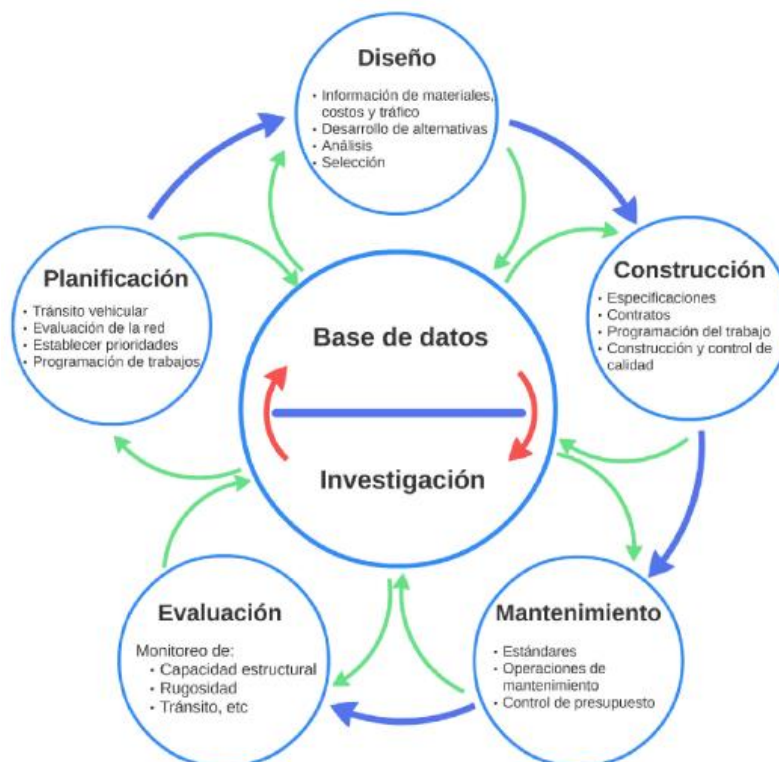 Diseño
• Información de materiales,
costos y tráfico
• Desarrollo de alternativas
• Análisis
• Selección
Planificación
• Tránsito vehicular
• Evaluación de la red
• Establecer prioridades
• Programación de trabajos
Construcción
• Especificaciones
• Contratos
• Programación del trabajo
• Construcción y control de
calidad
Base de datos
Investigación
Evaluación
Monitoreo de:
• Capacidad estructural
• Rugosidad
• Tránsito, etc
Mantenimiento
• Estándares
• Operaciones de
mantenimiento
• Control de presupuesto